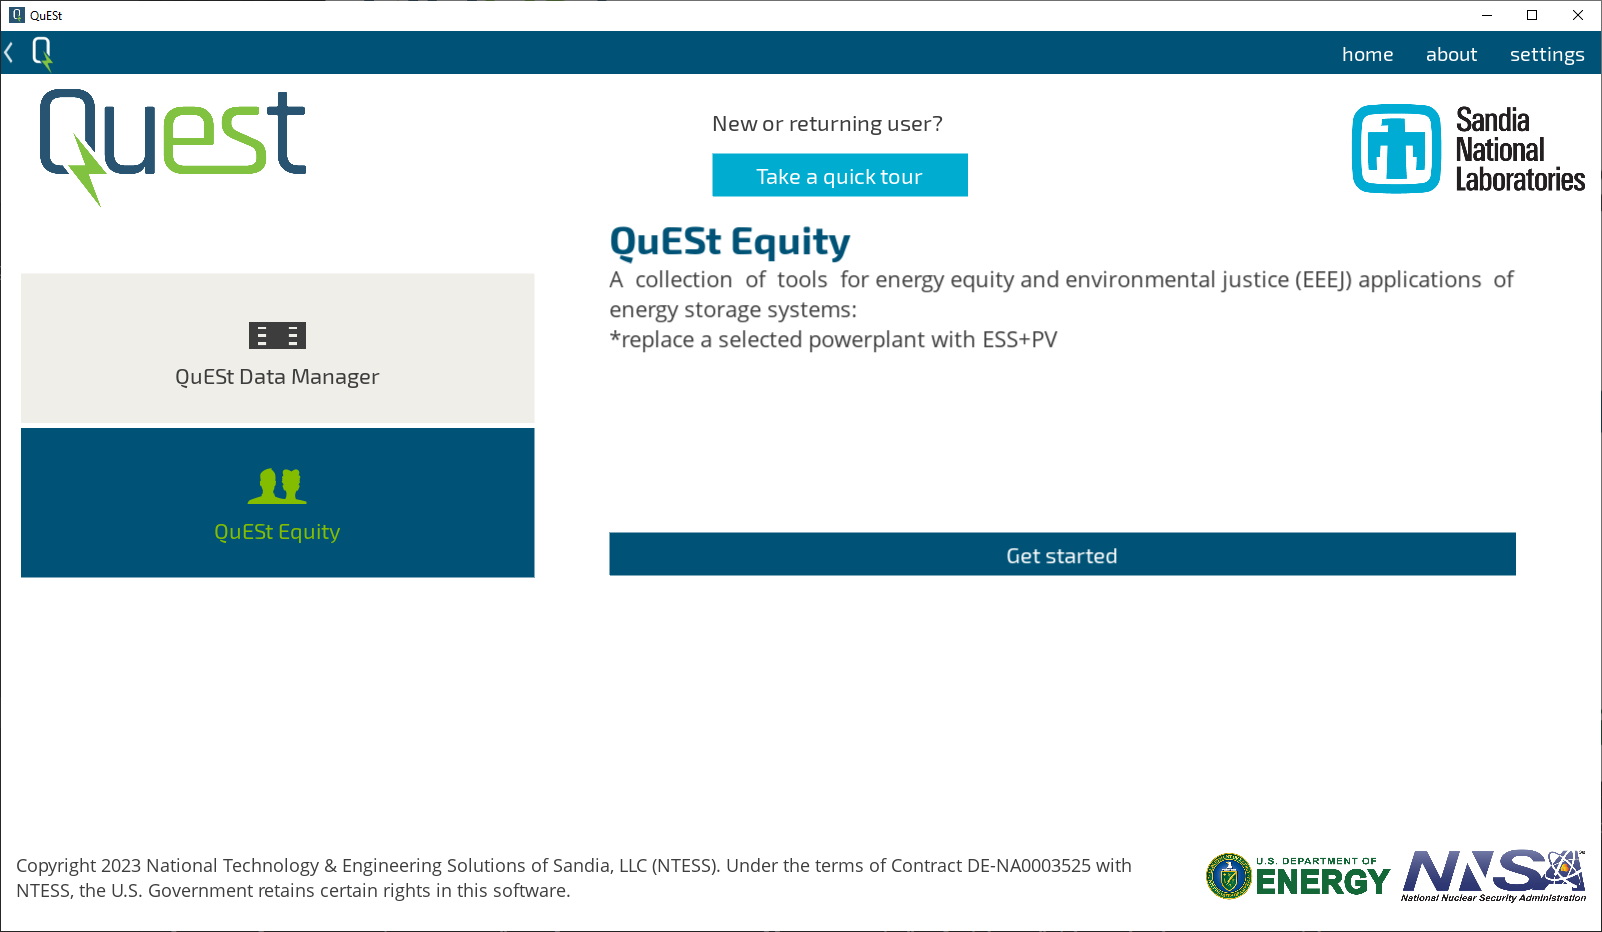 QuESt
home about settings
Quest
New or returning user?
Take a quick tour
Sandia
National
Laboratories
QuESt Equity
A collection of tools for energy equity and environmental justice (EEEJ) applications of
energy storage systems:
*replace a selected powerplant with ESS+PV
QuESt Data Manager
QuESt Equity
Get started
Copyright 2023 National Technology & Engineering Solutions of Sandia, LLC (NTESS). Under the terms of Contract DE-NA0003525 with
NTESS, the U.S. Government retains certain rights in this software.
U.S. DEPARTMENT OF
ENERGY
NNSA
National Nuclear Security Administration